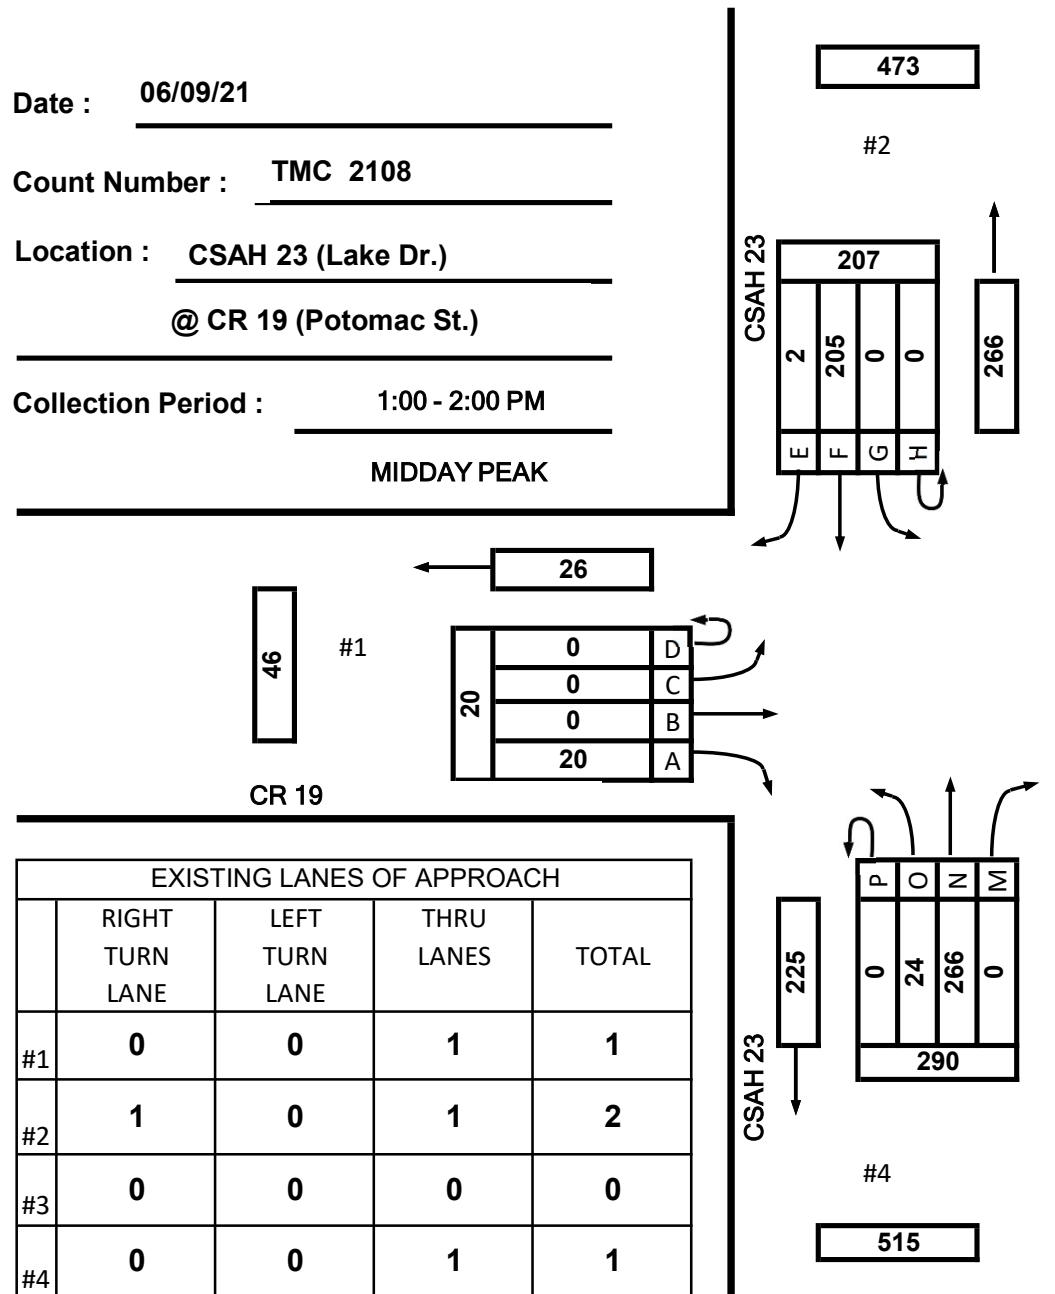 Date : 06/09/21
Count Number : TMC 2108
Location : CSAH 23 (Lake Dr.)
@ CR 19 (Potomac St.)
Collection Period : 1:00 - 2:00 PM
MIDDAY PEAK
473
#2
CSAH 23
207
2 205 0 0
E F G H
266
26
46
#1
20
0 D
0 C
0 B
20 A
CR 19
EXISTING LANES OF APPROACH
RIGHT TURN LANE LEFT TURN LANE THRU LANES TOTAL
#1 0 0 1 1
#2 1 0 1 2
#3 0 0 0 0
#4 0 0 1 1
P O N M
0 24 266 0
290
225
CSAH 23
#4
515